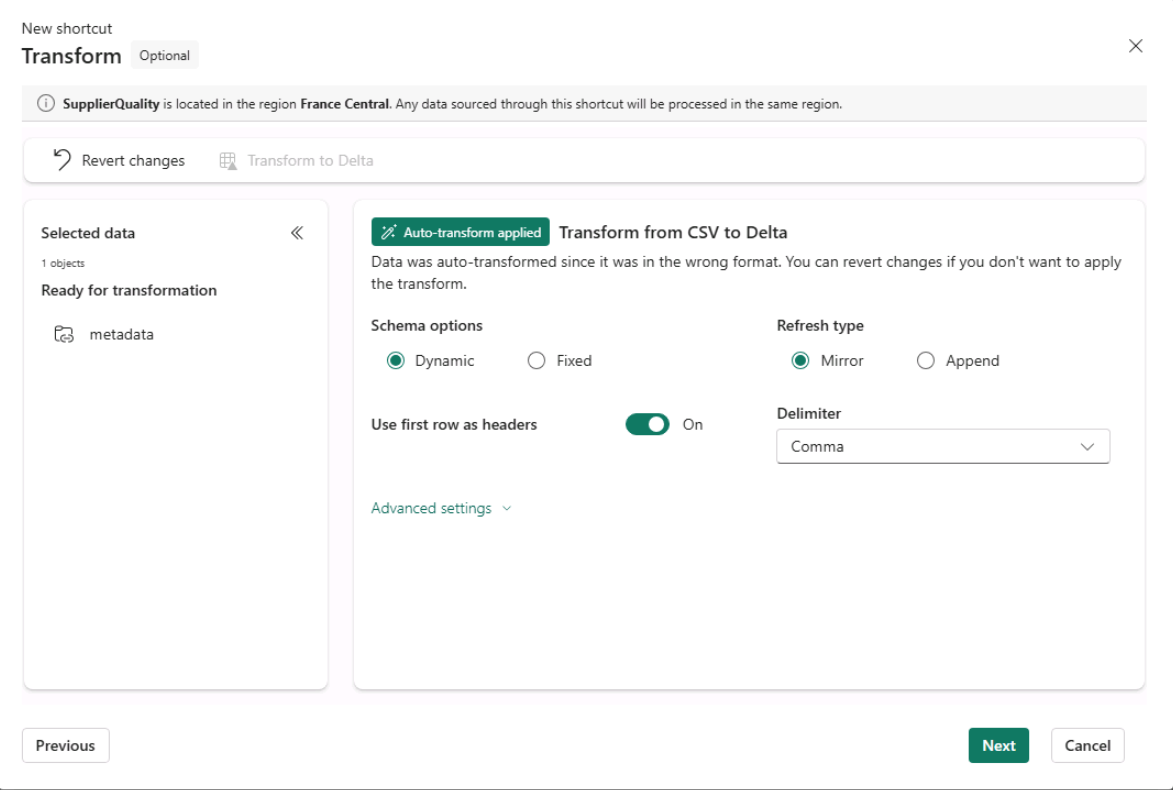 New shortcut
Transform Optional
SupplierQuality is located in the region France Central. Any data sourced through this shortcut will be processed in the same region.
Revert changes Transform to Delta
Selected data
1 objects
Ready for transformation
metadata
Auto-transform applied Transform from CSV to Delta
Data was auto-transformed since it was in the wrong format. You can revert changes if you don't want to apply
the transform.
Schema options
Dynamic Fixed
Refresh type
Mirror Append
Use first row as headers On
Delimiter
Comma
Advanced settings
Previous Next Cancel